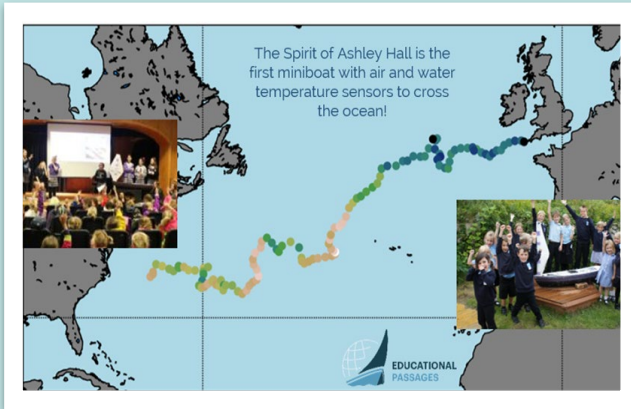 The Spirit of Ashley Hall is the
first miniboat with air and water
temperature sensors to cross
the ocean!
EDUCATIONAL
PASSAGES